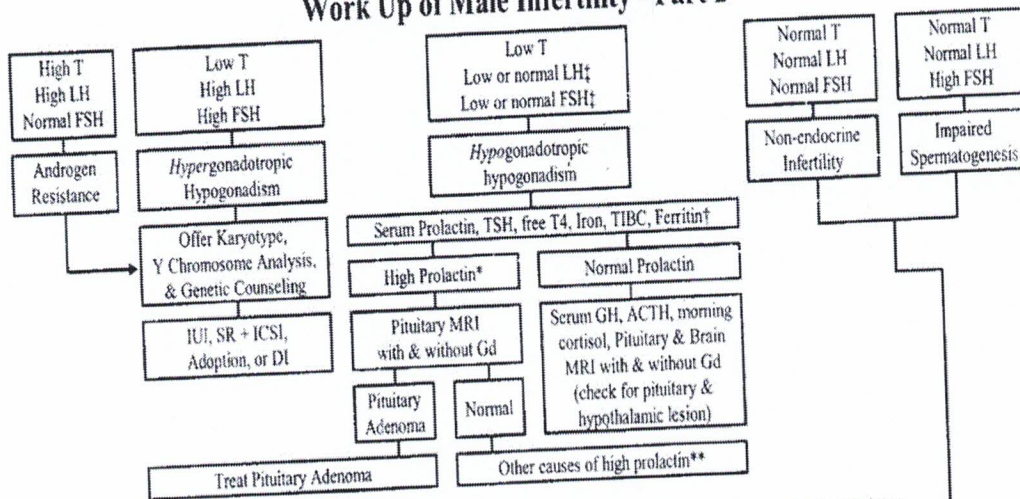 Work Up of Male Infertility
High T
High LH
Normal FSH
Androgen
Resistance
Low T
High LH
High FSH
Hypergonadotropic
Hypogonadism
Offer Karyotype,
Y Chromosome Analysis,
& Genetic Counseling
IUI, SR + ICSI,
Adoption, or DI
Low T
Low or normal LH‡
Low or normal FSH‡
Hypogonadotropic
hypogonadism
Serum Prolactin, TSH, free T4, Iron, TIBC, Ferritin†
High Prolactin*
Pituitary MRI
with & without Gd
Pituitary
Adenoma
Normal
Treat Pituitary Adenoma
Other causes of high prolactin**
Normal Prolactin
Serum GH, ACTH, morning
cortisol, Pituitary & Brain
MRI with & without Gd
(check for pituitary &
hypothalamic lesion)
Normal T
Normal LH
Normal FSH
Non-endocrine
Infertility
Normal T
Normal LH
High FSH
Impaired
Spermatogenesis